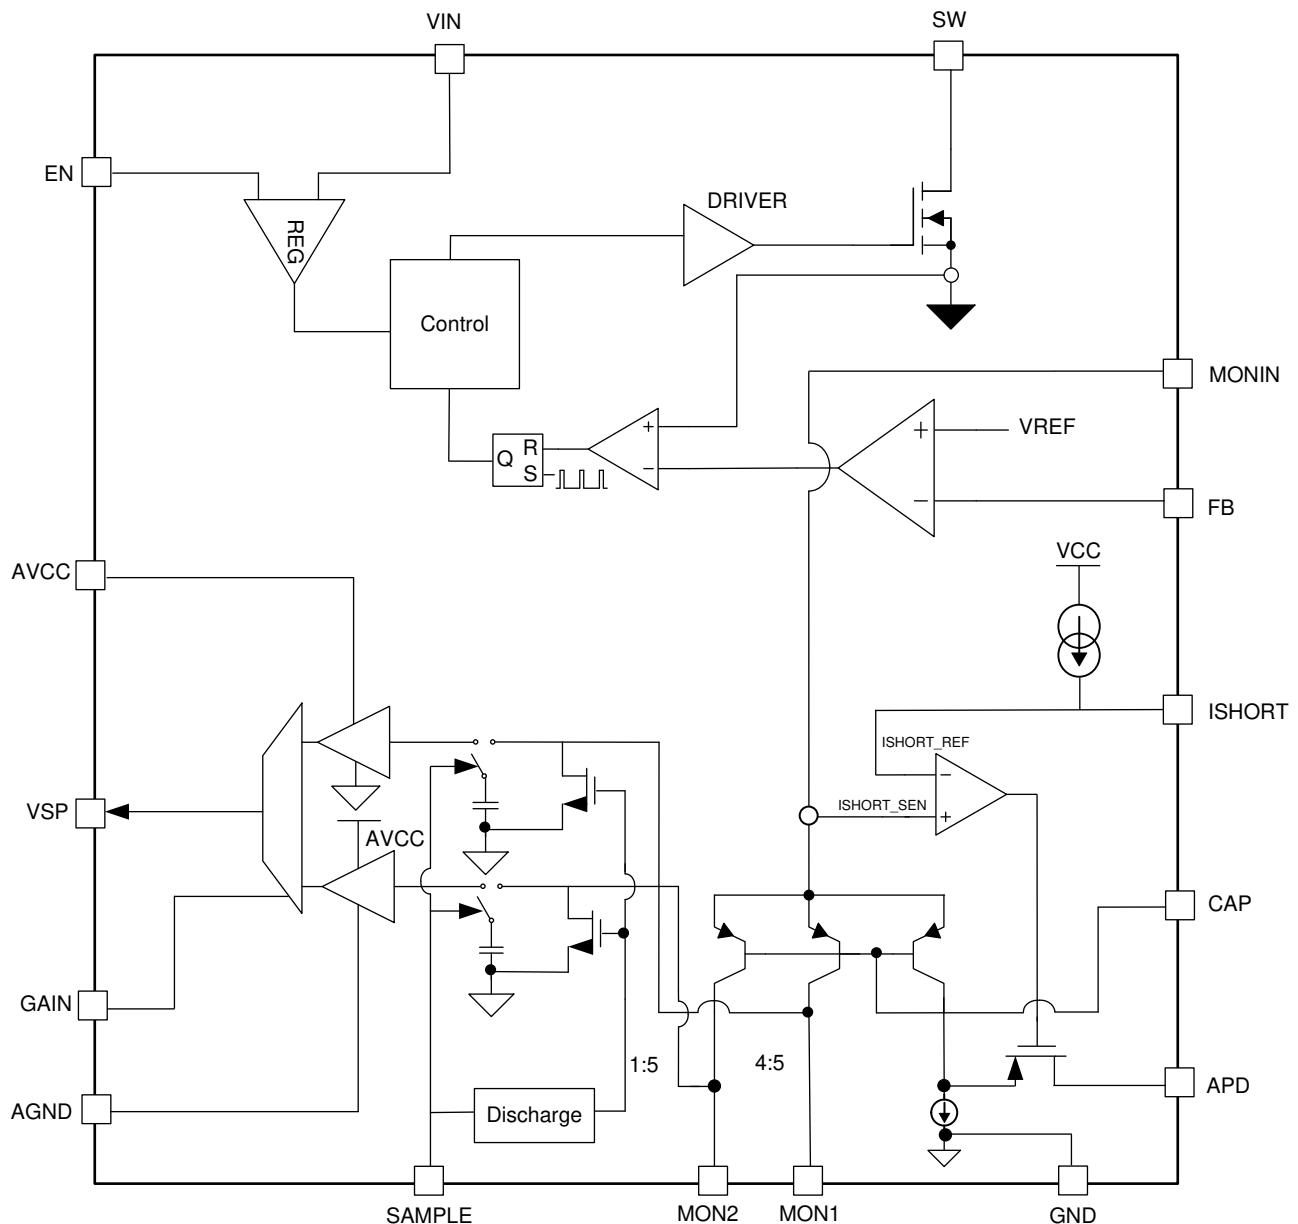 VIN
SW
EN
REG
DRIVER
Control
MONIN
VREF
+
−
+
−
Q
R
S
FB
VCC
AVCC
ISHORT
ISHORT_REF
−
ISHORT_SEN
+
VSP
AVCC
CAP
GAIN
1:5
4:5
APD
AGND
Discharge
SAMPLE
MON2
MON1
GND